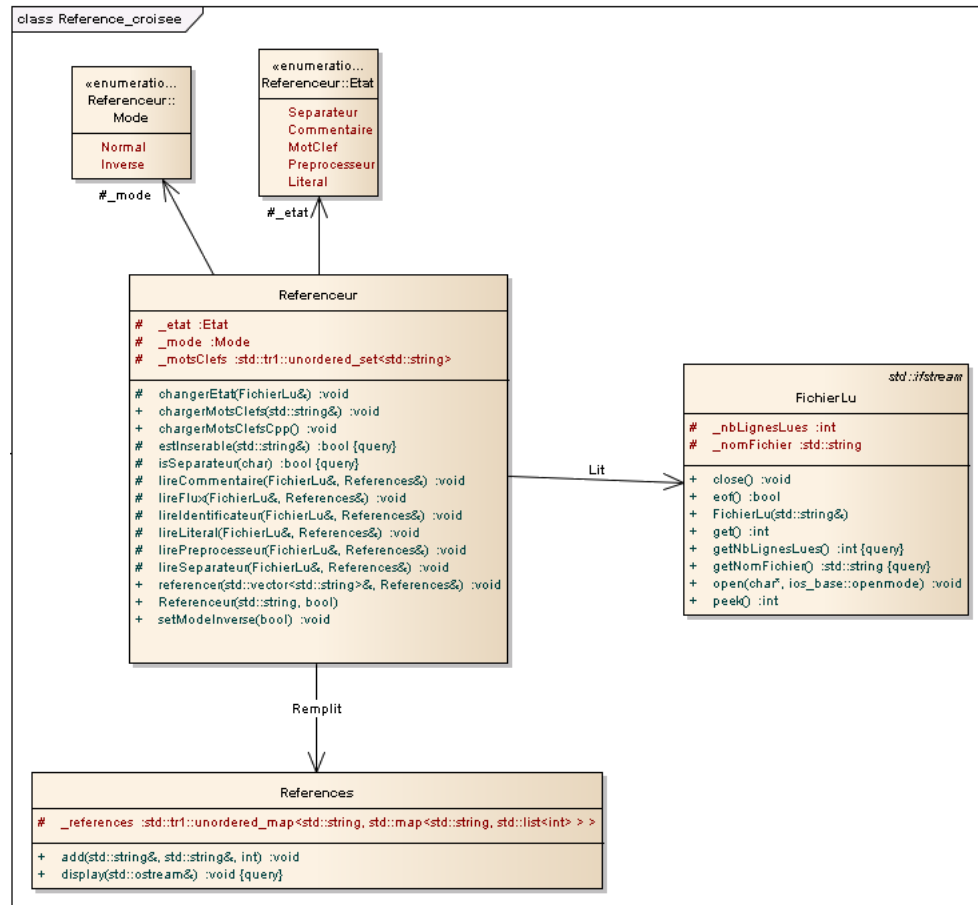 class Reference_croisee
«enumeratio...
Referenceur::
Mode
Normal
Inverse
«enumeratio...
Referenceur::Etat
Separateur
Commentaire
MotClef
Preprocesseur
Literal
#_mode
#_etat
Referenceur
# _etat :Etat
# _mode :Mode
# _motsClefs :std::tr1::unordered_set<std::string>
# changerEtat(FichierLu&) :void
+ chargerMotsClefs(std::string&) :void
+ chargerMotsClefsCpp() :void
# estInserable(std::string&) :bool {query}
# isSeparateur(char) :bool {query}
# lireCommentaire(FichierLu&, References&) :void
# lireFlux(FichierLu&, References&) :void
# lireIdentificateur(FichierLu&, References&) :void
# lireLiteral(FichierLu&, References&) :void
# lirePreprocesseur(FichierLu&, References&) :void
# lireSeparateur(FichierLu&, References&) :void
+ referencer(std::vector<std::string>&, References&) :void
+ Referenceur(std::string, bool)
+ setModeInverse(bool) :void
Lit
std::ifstream
FichierLu
# _nbLignesLues :int
# _nomFichier :std::string
+ close() :void
+ eof() :bool
+ FichierLu(std::string&)
+ get() :int
+ getNbLignesLues() :int {query}
+ getNomFichier() :std::string {query}
+ open(char*, ios_base::openmode) :void
+ peek() :int
Remplit
References
# _references :std::tr1::unordered_map<std::string, std::map<std::string, std::list<int> > >
+ add(std::string&, std::string&, int) :void
+ display(std::ostream&) :void {query}